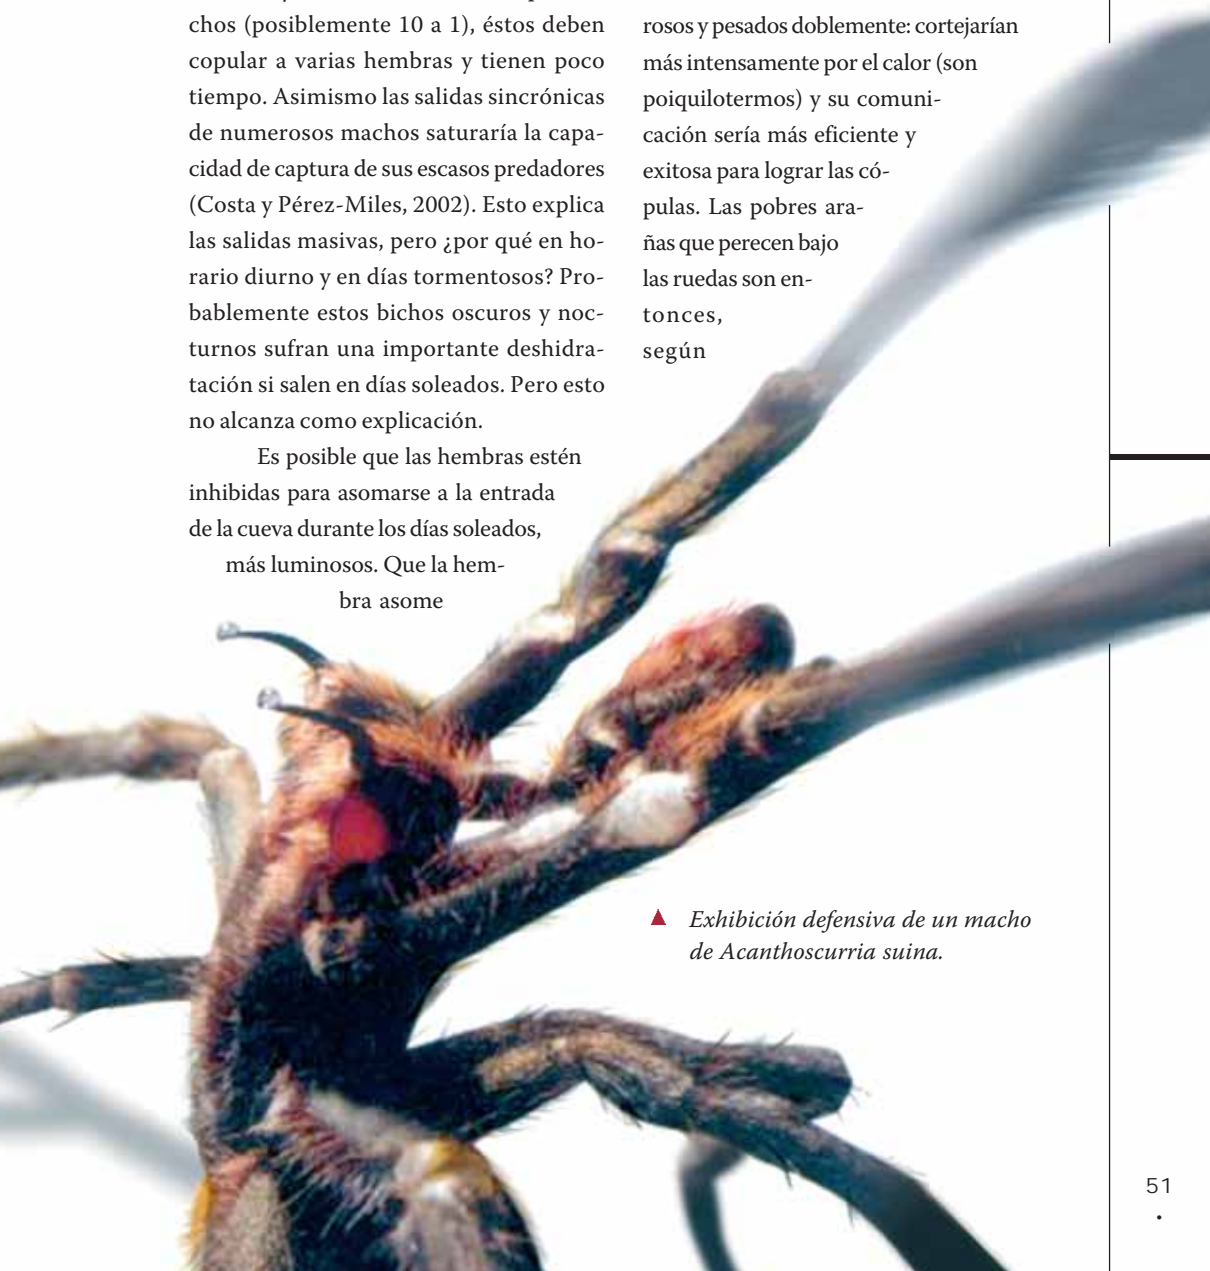 chos (posiblemente 10 a 1), éstos deben
copular a varias hembras y tienen poco
tiempo. Asimismo las salidas sincrónicas
de numerosos machos saturaría la capa-
cidad de captura de sus escasos predadores
(Costa y Pérez-Miles, 2002). Esto explica
las salidas masivas, pero ¿por qué en ho-
rario diurno y en días tormentosos? Pro-
bablemente estos bichos oscuros y noc-
turnos sufran una importante deshidra-
tación si salen en días soleados. Pero esto
no alcanza como explicación.
Es posible que las hembras estén
inhibidas para asomarse a la entrada
de la cueva durante los días soleados,
más luminosos. Que la hem-
bra asome
rosos y pesados doblemente: cortejarían
más intensamente por el calor (son
poiquilotermos) y su comuni-
cación sería más eficiente y
exitosa para lograr las có-
pulas. Las pobres ara-
ñas que perecen bajo
las ruedas son en-
tonces,
según
Exhibición defensiva de un macho
de Acanthoscurria suina.
51